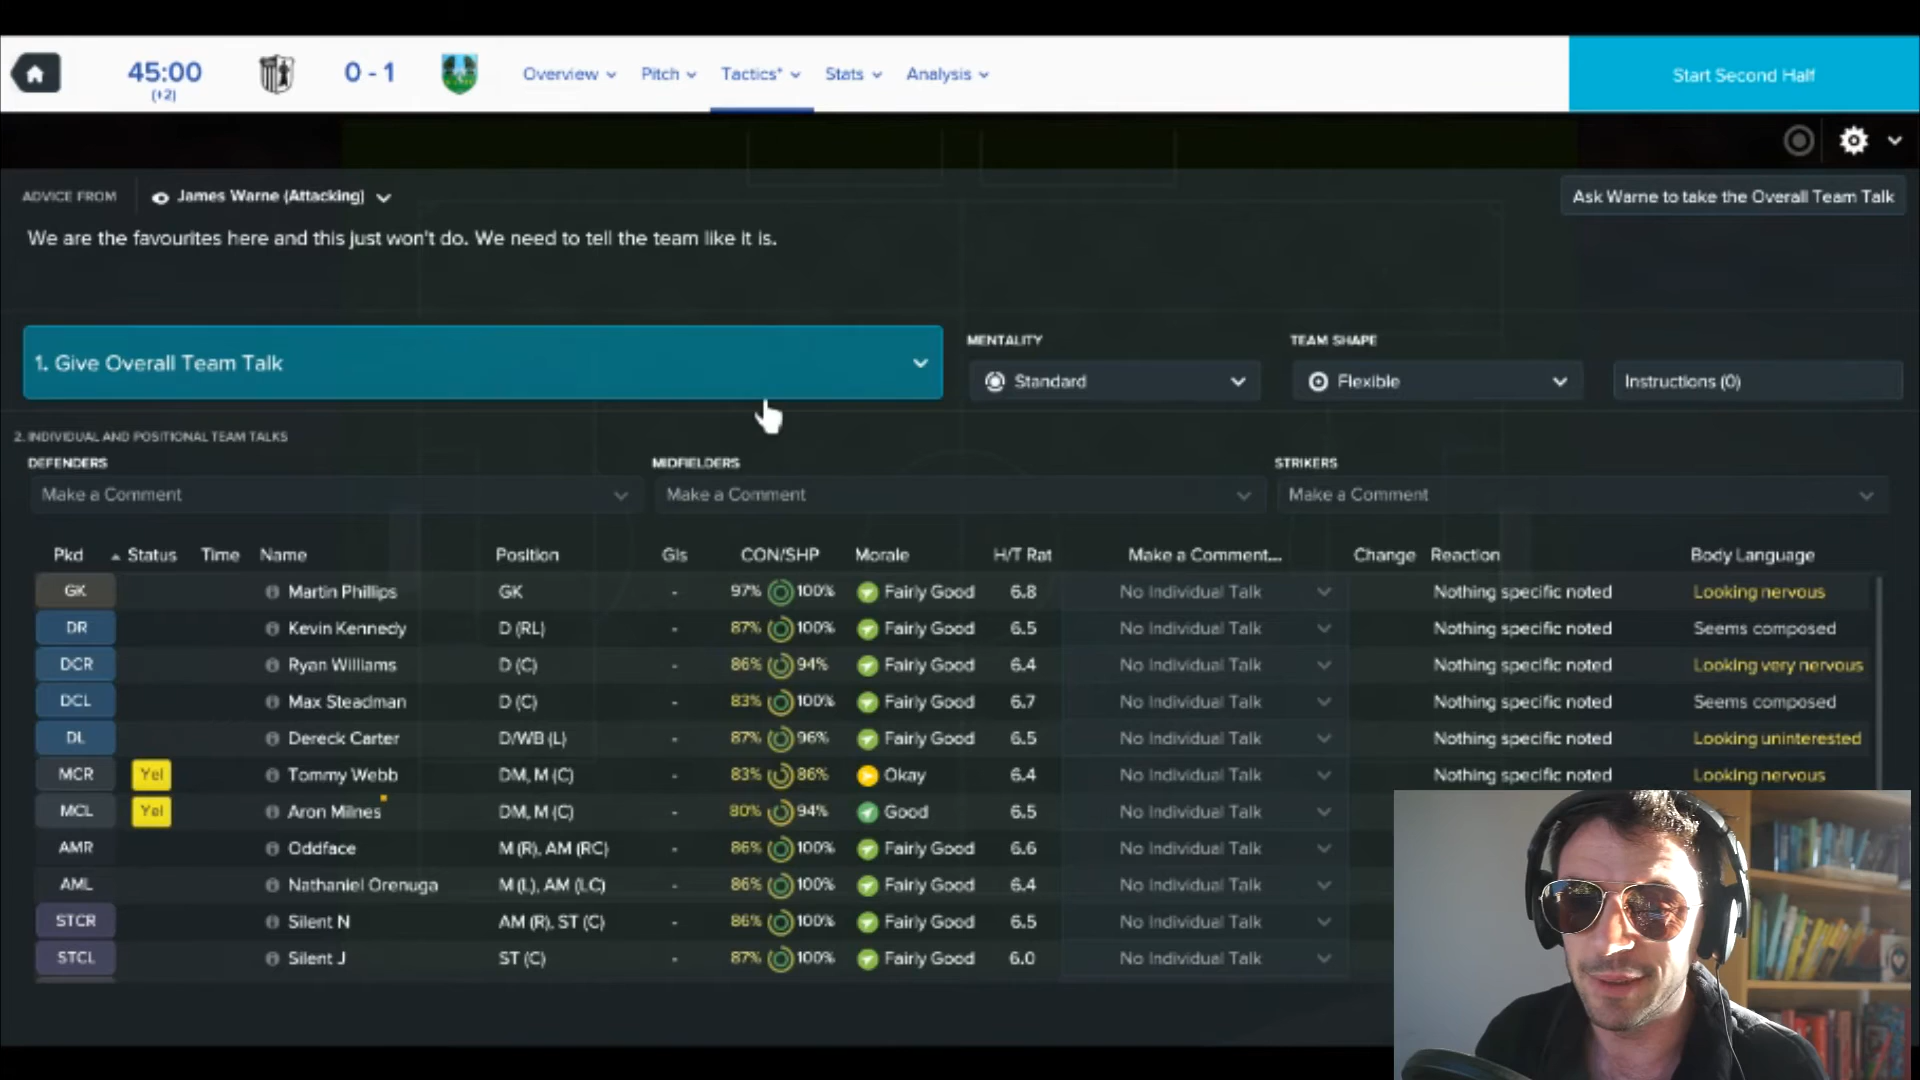 45:00
(+2)
0 - 1
Overview
Pitch
Tactics*
Stats
Analysis
Start Second Half
ADVICE FROM
James Warne (Attacking)
Ask Warne to take the Overall Team Talk
We are the favourites here and this just won't do. We need to tell the team like it is.
1. Give Overall Team Talk
MENTALITY
Standard
TEAM SHAPE
Flexible
Instructions (0)
2. INDIVIDUAL AND POSITIONAL TEAM TALKS
DEFENDERS
MIDFIELDERS
STRIKERS
Make a Comment
Make a Comment
Make a Comment
Pkd Status Time Name Position Gls CON/SHP Morale H/T Rat Make a Comment... Change Reaction Body Language
GK Martin Phillips GK - 97% 100% Fairly Good 6.8 No Individual Talk Nothing specific noted Looking nervous
DR Kevin Kennedy D (RL) - 87% 100% Fairly Good 6.5 No Individual Talk Nothing specific noted Seems composed
DCR Ryan Williams D (C) - 86% 94% Fairly Good 6.4 No Individual Talk Nothing specific noted Looking very nervous
DCL Max Steadman D (C) - 83% 100% Fairly Good 6.7 No Individual Talk Nothing specific noted Seems composed
DL Dereck Carter D/WB (L) - 87% 96% Fairly Good 6.5 No Individual Talk Nothing specific noted Looking uninterested
MCR Yel Tommy Webb DM, M (C) - 83% 86% Okay 6.4 No Individual Talk Nothing specific noted Looking nervous
MCL Yel Aron Milnes DM, M (C) - 80% 94% Good 6.5 No Individual Talk
AMR Oddface M (R), AM (RC) - 86% 100% Fairly Good 6.6 No Individual Talk
AML Nathaniel Orenuga M (L), AM (LC) - 86% 100% Fairly Good 6.4 No Individual Talk
STCR Silent N AM (R), ST (C) - 86% 100% Fairly Good 6.5 No Individual Talk
STCL Silent J ST (C) - 87% 100% Fairly Good 6.0 No Individual Talk